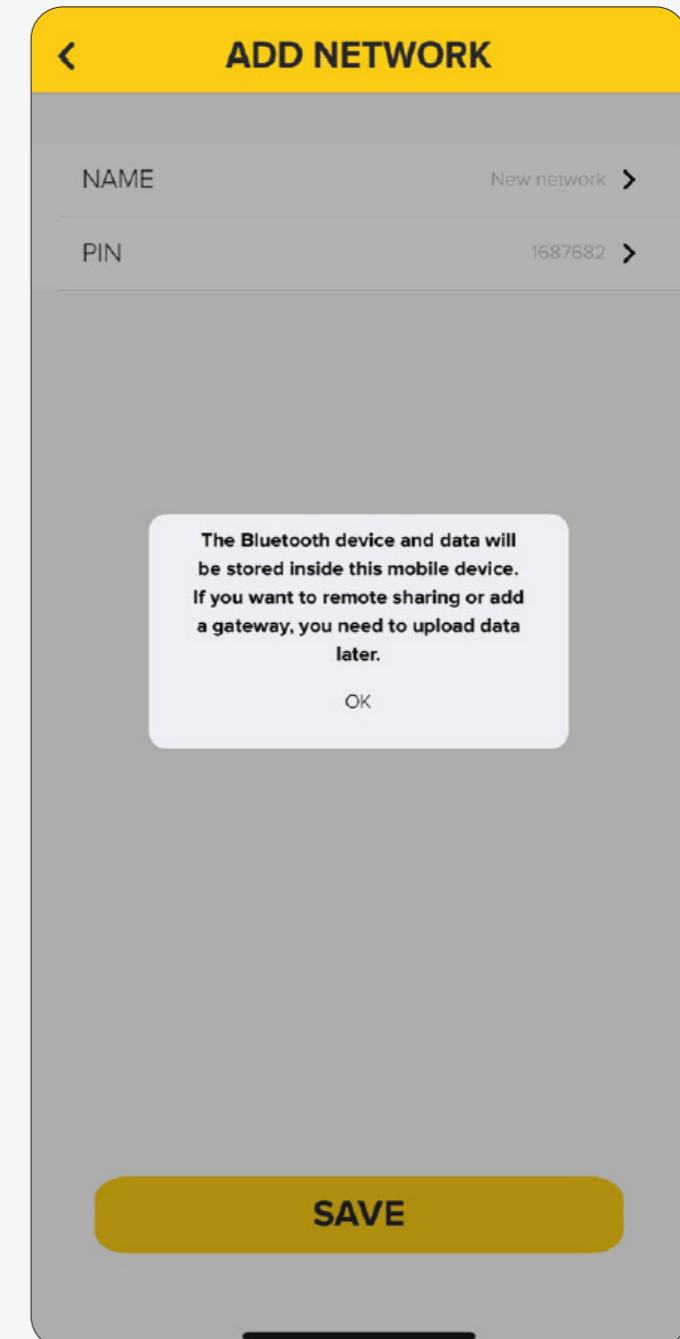 ADD NETWORK
NAME New network
PIN 1687682
The Bluetooth device and data will
be stored inside this mobile device.
If you want to remote sharing or add
a gateway, you need to upload data
later.
OK
SAVE